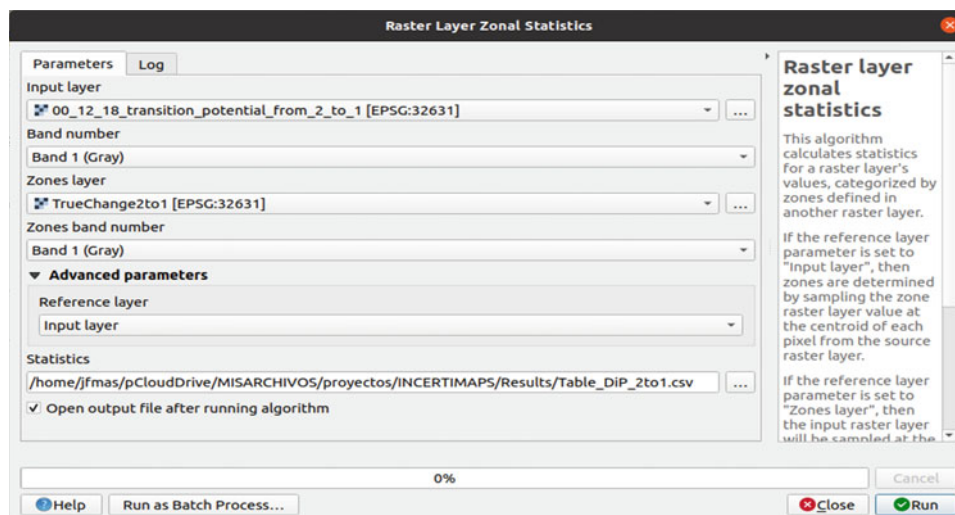 Raster Layer Zonal Statistics
Parameters
Log
Input layer
00_12_18_transition_potential_from_2_to_1 [EPSG:32631]
...
Band number
Band 1 (Gray)
Zones layer
TrueChange2to1 [EPSG:32631]
...
Zones band number
Band 1 (Gray)
Advanced parameters
Reference layer
Input layer
Statistics
/home/jfmas/pCloudDrive/MISARCHIVOS/proyectos/INCERTIMAPS/Results/Table_DiP_2to1.csv
...
Open output file after running algorithm
Raster layer
zonal
statistics
This algorithm
calculates statistics
for a raster layer's
values, categorized by
zones defined in
another raster layer.
If the reference layer
parameter is set to
"Input layer", then
zones are determined
by sampling the zone
raster layer value at
the centroid of each
pixel from the source
raster layer.
If the reference layer
parameter is set to
"Zones layer", then
the input raster layer
will be sampled at the
0%
Cancel
Help
Run as Batch Process...
Close
Run